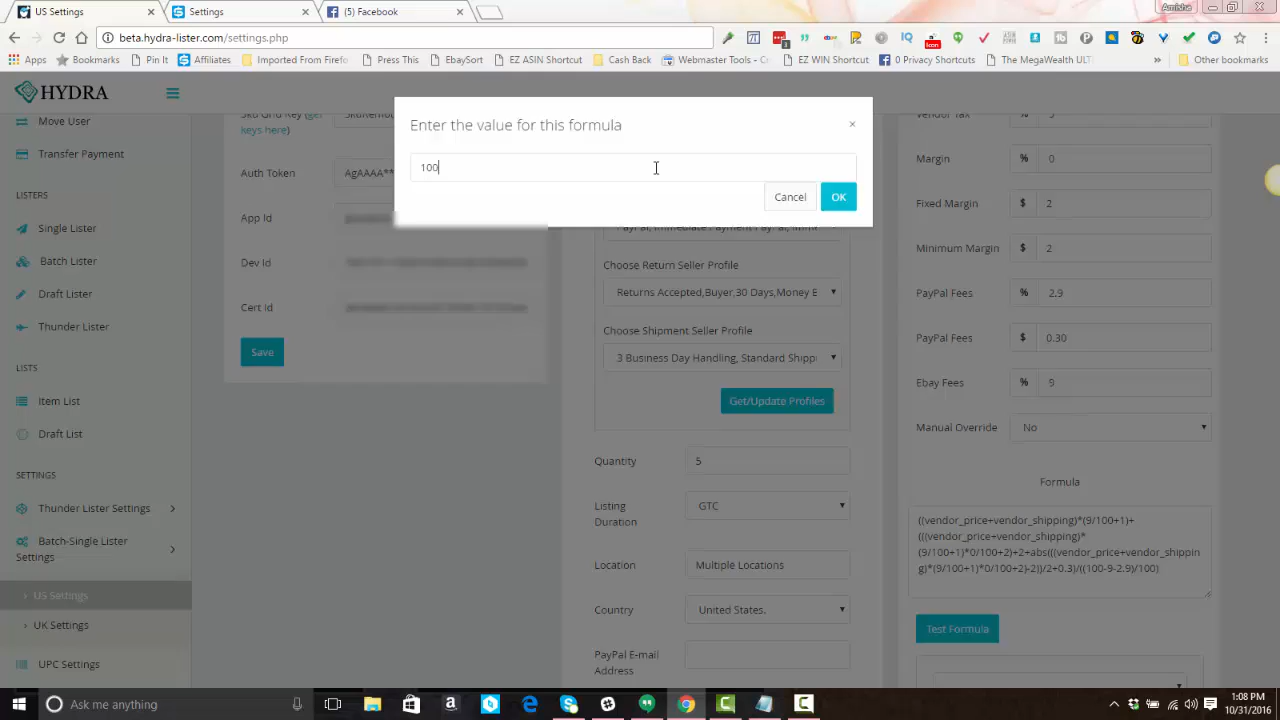 US Settings
Settings
(5) Facebook
beta.hydra-lister.com/settings.php
Apps
Bookmarks
Pin It
Affiliates
Imported From Firefo
Press This
EbaySort
EZ ASIN Shortcut
Cash Back
Webmaster Tools - C
EZ WIN Shortcut
0 Privacy Shortcuts
The MegaWealth ULT
»
Other bookmarks
HYDRA
Move User
Transfer Payment
LISTERS
Single Lister
Batch Lister
Draft Lister
Thunder Lister
LISTS
Item List
Draft List
SETTINGS
Thunder Lister Settings
Batch-Single Lister
Settings
US Settings
UK Settings
UPC Settings
keys here)
Auth Token
AgAAAA**
App Id
Dev Id
Cert Id
Save
Enter the value for this formula
×
100
Cancel
OK
Choose Return Seller Profile
Returns Accepted,Buyer,30 Days,Money E
Choose Shipment Seller Profile
3 Business Day Handling, Standard Shippi
Get/Update Profiles
Quantity
5
Listing
Duration
GTC
Location
Multiple Locations
Country
United States.
PayPal E-mail
Address
Vendor Tax
Margin
%
0
Fixed Margin
$
2
Minimum Margin
$
2
PayPal Fees
%
2.9
PayPal Fees
$
0.30
Ebay Fees
%
9
Manual Override
No
Formula
((vendor_price+vendor_shipping)*(9/100+1)+
(((vendor_price+vendor_shipping)*
(9/100+1)*0/100+2)+2+abs(((vendor_price+vendor_shippin
g)*(9/100+1)*0/100+2)-2))/2+0.3)/((100-9-2.9)/100)
Test Formula
Ask me anything
1:08 PM
10/31/2016